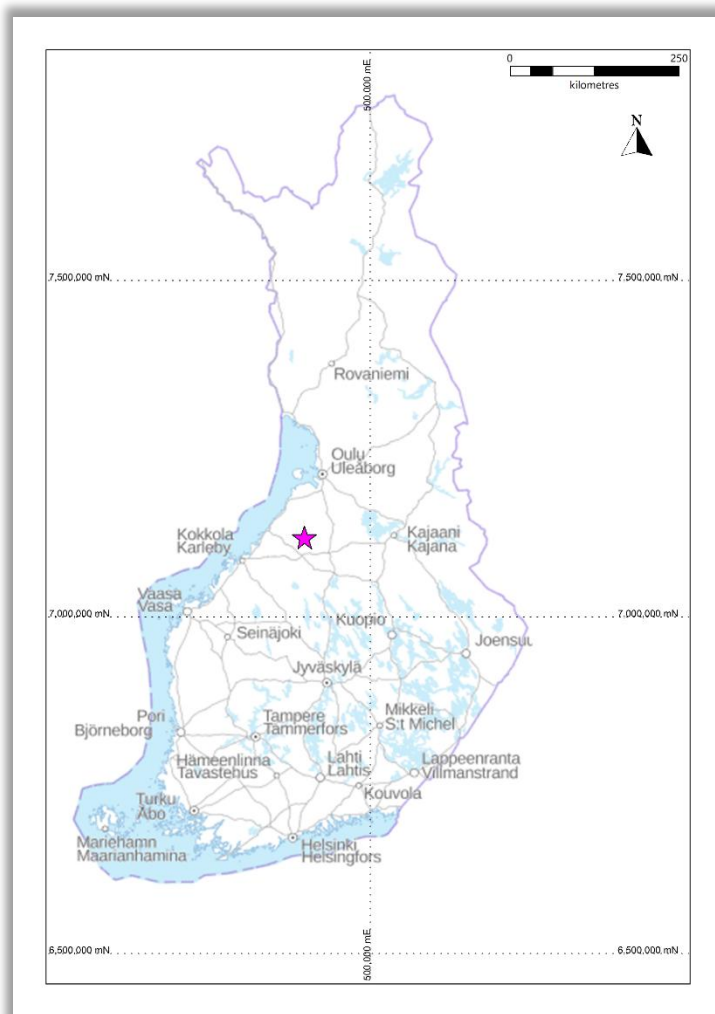 0 250
kilometres
500,000 mE
N
7,500,000 mN 7,500,000 mN
Rovaniemi
Oulu
Uleåborg
Kokkola
Karleby
Kajaani
Kajana
Vaasa
Vasa
7,000,000 mN 7,000,000 mN
Kuopio
Seinäjoki
Joensuu
Jyväskylä
Pori
Björneborg
Tampere
Tammerfors
Mikkeli
S:t Michel
Hämeenlinna
Tavastehus
Lahti
Lahtis
Lappeenranta
Villmanstrand
Kouvola
Turku
Åbo
Mariehamn
Maarianhamina
Helsinki
Helsingfors
6,500,000 mN 6,500,000 mN
500,000 mE